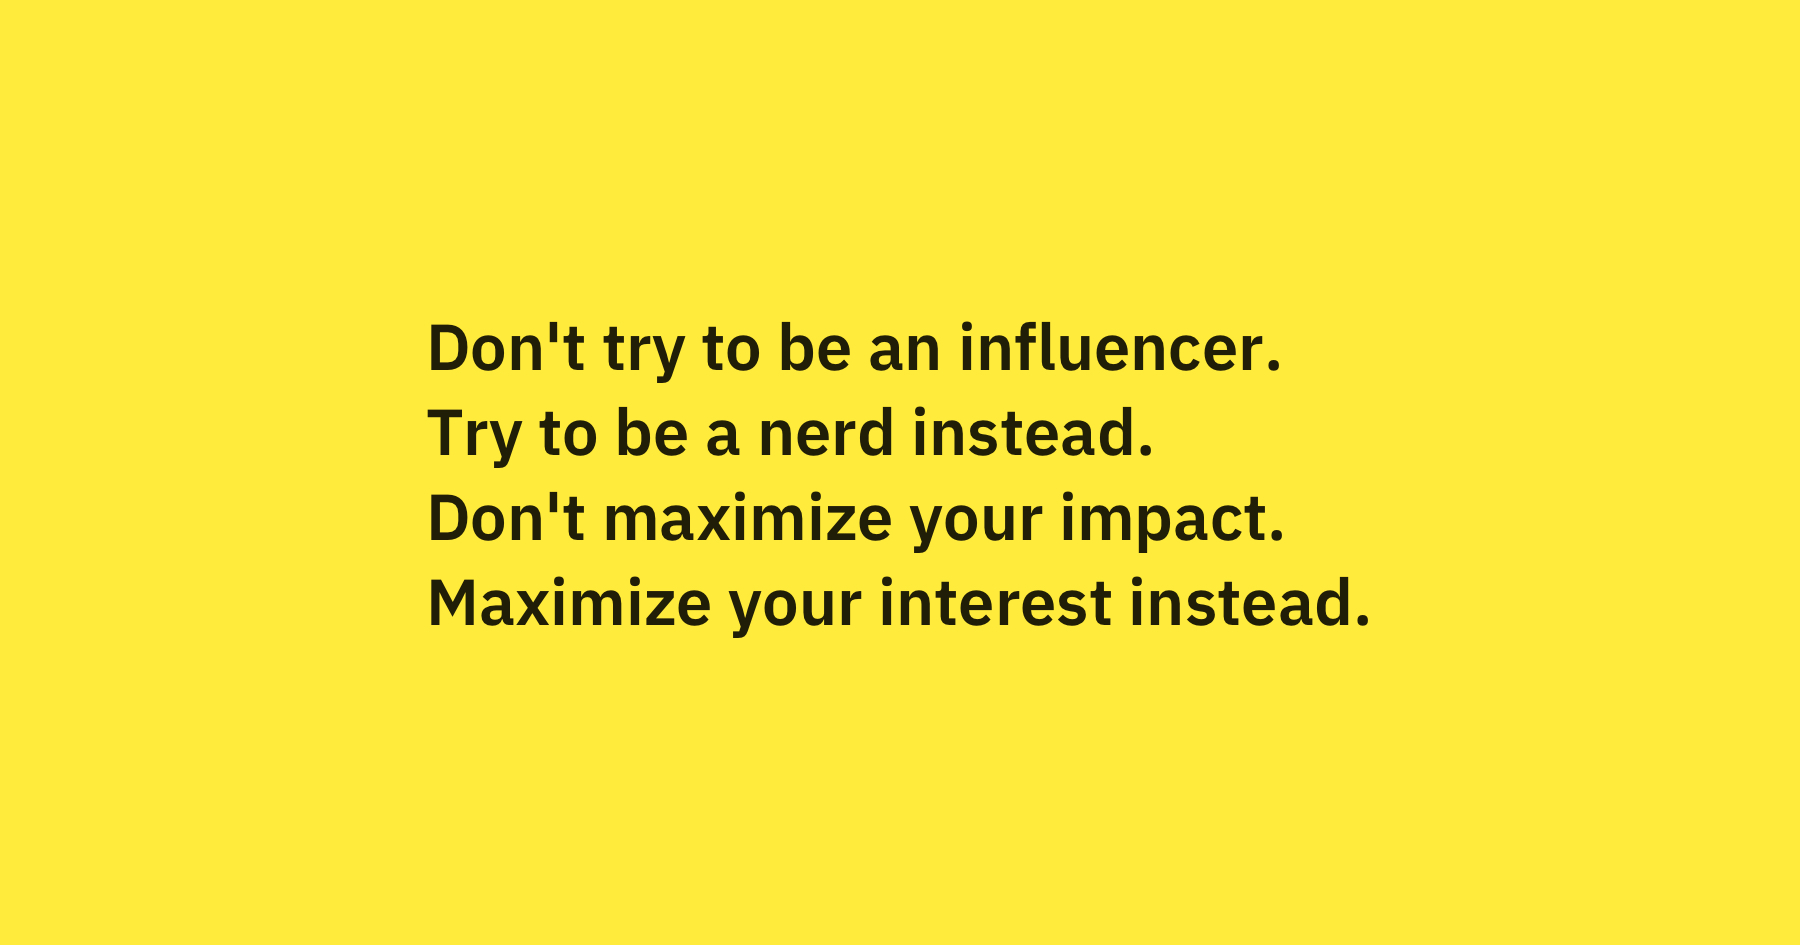 Don't try to be an influencer.
Try to be a nerd instead.
Don't maximize your impact.
Maximize your interest instead.